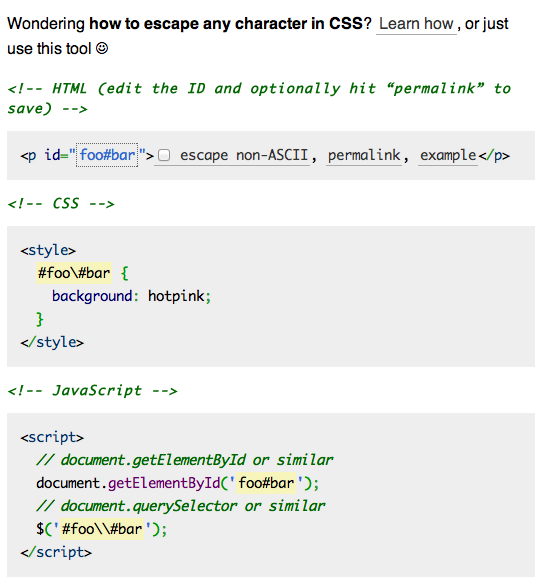 Wondering how to escape any character in CSS? Learn how, or just
use this tool ☺
<!-- HTML (edit the ID and optionally hit “permalink” to
save) -->
<p id="foo#bar"> escape non-ASCII, permalink, example</p>
<!-- CSS -->
<style>
#foo\#bar {
background: hotpink;
}
</style>
<!-- JavaScript -->
<script>
// document.getElementById or similar
document.getElementById('foo#bar');
// document.querySelector or similar
$('#foo\\#bar');
</script>